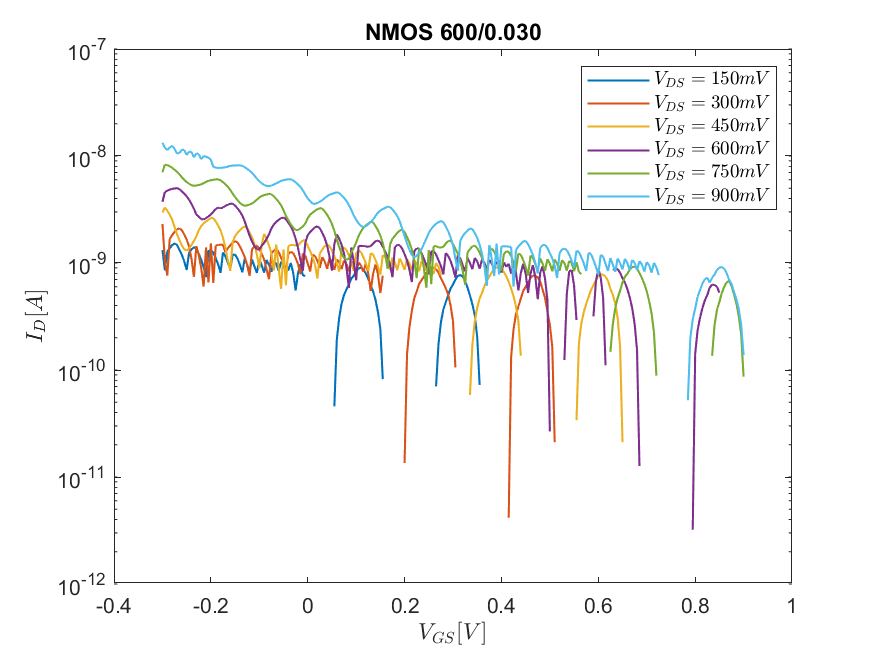 NMOS 600/0.030
10^-7
10^-8
10^-9
10^-10
10^-11
10^-12
I_D[A]
V_DS = 150mV
V_DS = 300mV
V_DS = 450mV
V_DS = 600mV
V_DS = 750mV
V_DS = 900mV
-0.4 -0.2 0 0.2 0.4 0.6 0.8 1
V_GS[V]